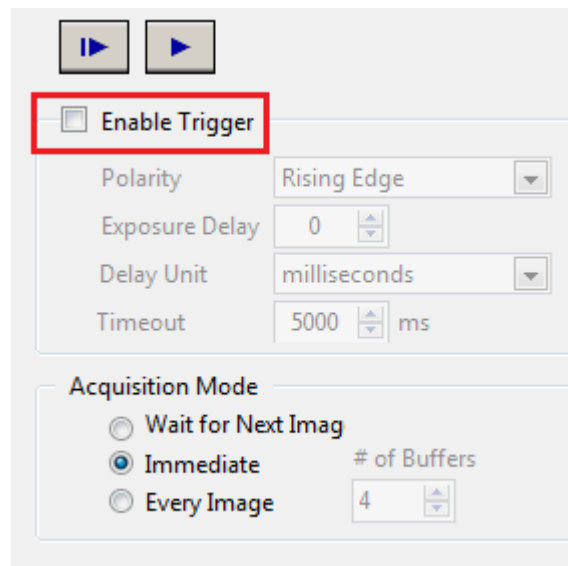 Enable Trigger
Polarity Rising Edge
Exposure Delay 0
Delay Unit milliseconds
Timeout 5000 ms
Acquisition Mode
Wait for Next Imag
Immediate # of Buffers
Every Image 4